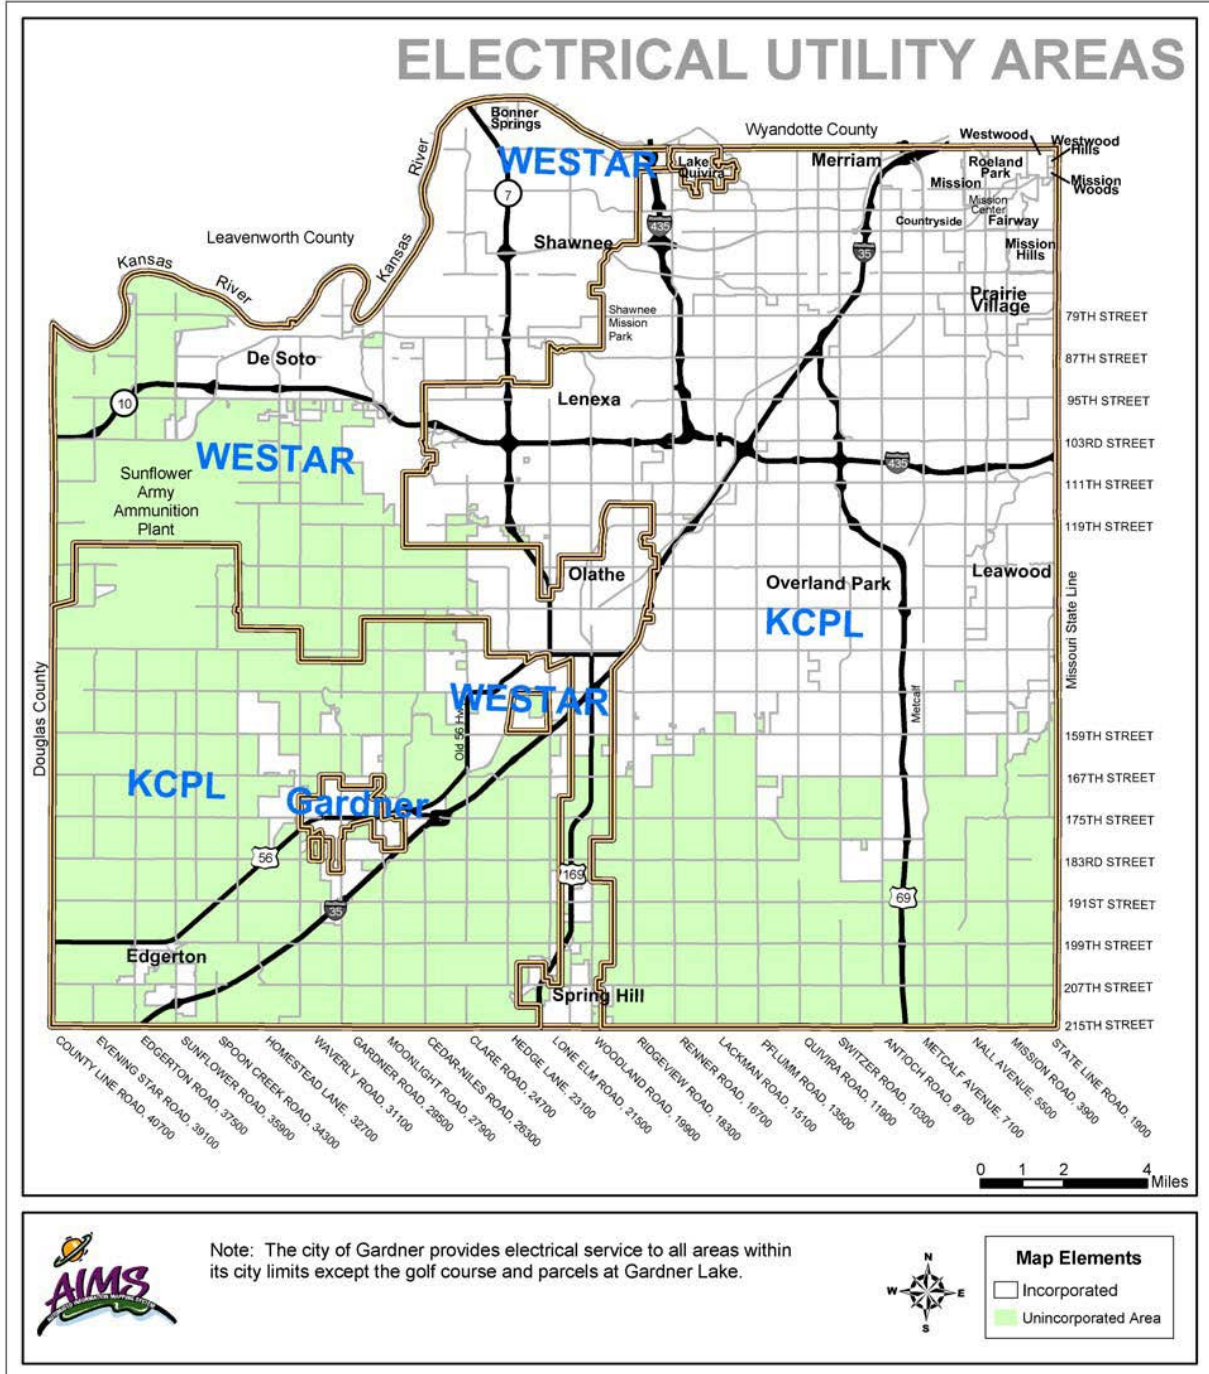 ELECTRICAL UTILITY AREAS
Bonner
Springs
Wyandotte County
Westwood
Westwood
Hills
WESTAR
Lake
Quivira
Merriam
Roeland
Park
Mission
Mission
Woods
Kansas
River
7
Mission
Center
Countryside
Fairway
435
35
Leavenworth County
Shawnee
Mission
Hills
Kansas
River
Prairie
Village
Shawnee
Mission
Park
79TH STREET
De Soto
87TH STREET
10
Lenexa
95TH STREET
103RD STREET
WESTAR
435
Sunflower
Army
Ammunition
Plant
111TH STREET
119TH STREET
Olathe
Overland Park
Leawood
KCPL
Douglas County
Missouri State Line
WESTAR
Old 56 Hwy
Metcalf
159TH STREET
KCPL
Gardner
167TH STREET
175TH STREET
56
183RD STREET
169
69
35
191ST STREET
199TH STREET
Edgerton
207TH STREET
Spring Hill
215TH STREET
COUNTY LINE ROAD, 40700
EVENING STAR ROAD, 39100
EDGERTON ROAD, 37500
SUNFLOWER ROAD, 35900
SPOON CREEK ROAD, 34300
HOMESTEAD LANE, 32700
WAVERLY ROAD, 31100
GARDNER ROAD, 29500
MOONLIGHT ROAD, 27900
CEDAR-NILES ROAD, 26300
CLARE ROAD, 24700
HEDGE LANE, 23100
LONE ELM ROAD, 21500
WOODLAND ROAD, 19900
RIDGEVIEW ROAD, 18300
RENNER ROAD, 16700
LACKMAN ROAD, 15100
PFLUMM ROAD, 13500
QUIVIRA ROAD, 11900
SWITZER ROAD, 10300
ANTIOCH ROAD, 8700
METCALF AVENUE, 7100
NALL AVENUE, 5500
MISSION ROAD, 3900
STATE LINE ROAD, 1900
0 1 2 4
Miles
AIMS
Note: The city of Gardner provides electrical service to all areas within
its city limits except the golf course and parcels at Gardner Lake.
N
W E
S
Map Elements
Incorporated
Unincorporated Area